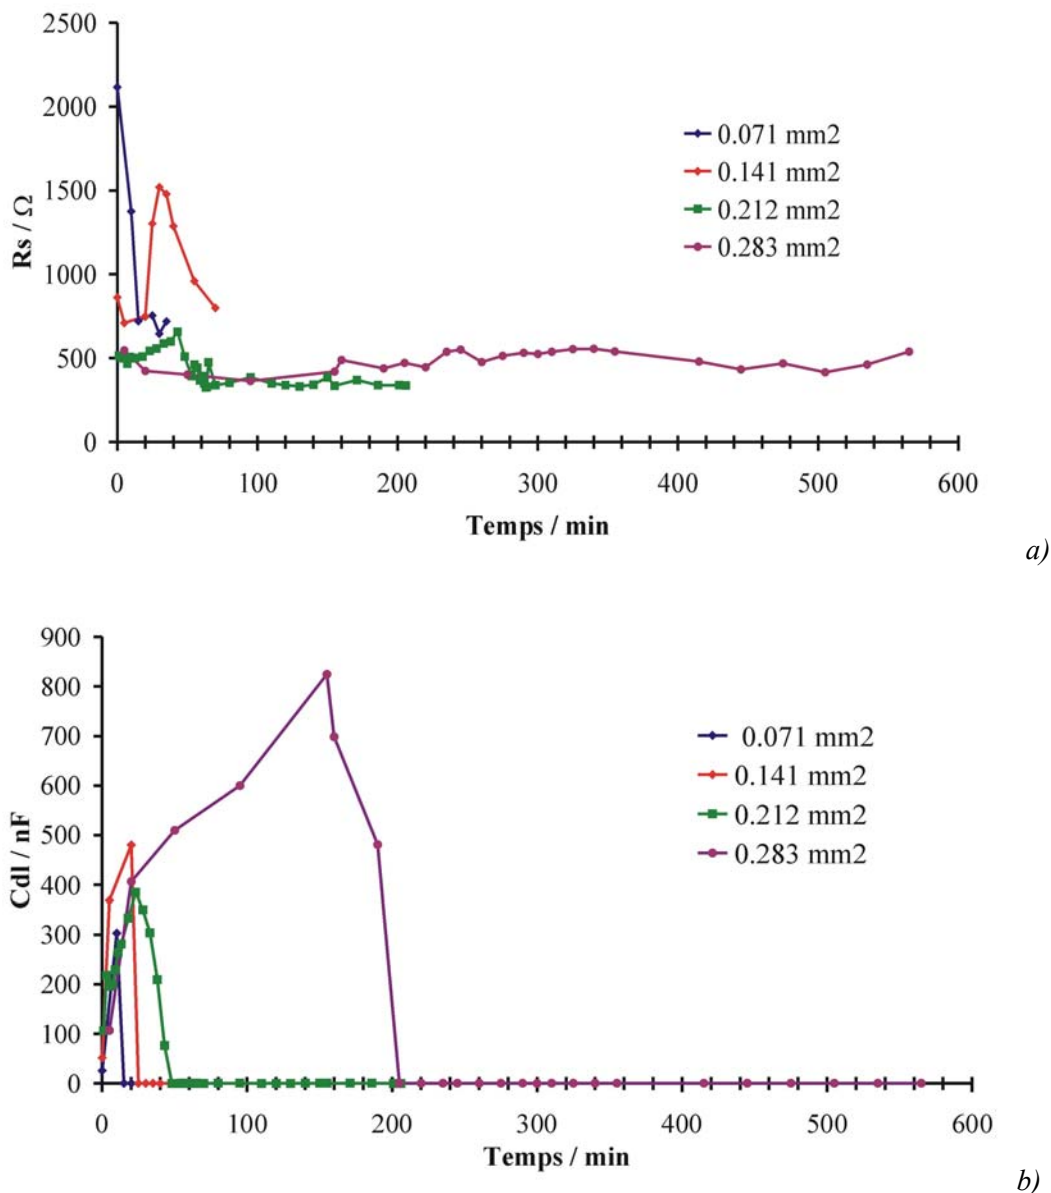 2500
2000
1500
1000
500
0
Rs / Ω
0.071 mm2
0.141 mm2
0.212 mm2
0.283 mm2
0 100 200 300 400 500 600
Temps / min
a)
900
800
700
600
500
400
300
200
100
0
Cdl / nF
0.071 mm2
0.141 mm2
0.212 mm2
0.283 mm2
0 100 200 300 400 500 600
Temps / min
b)